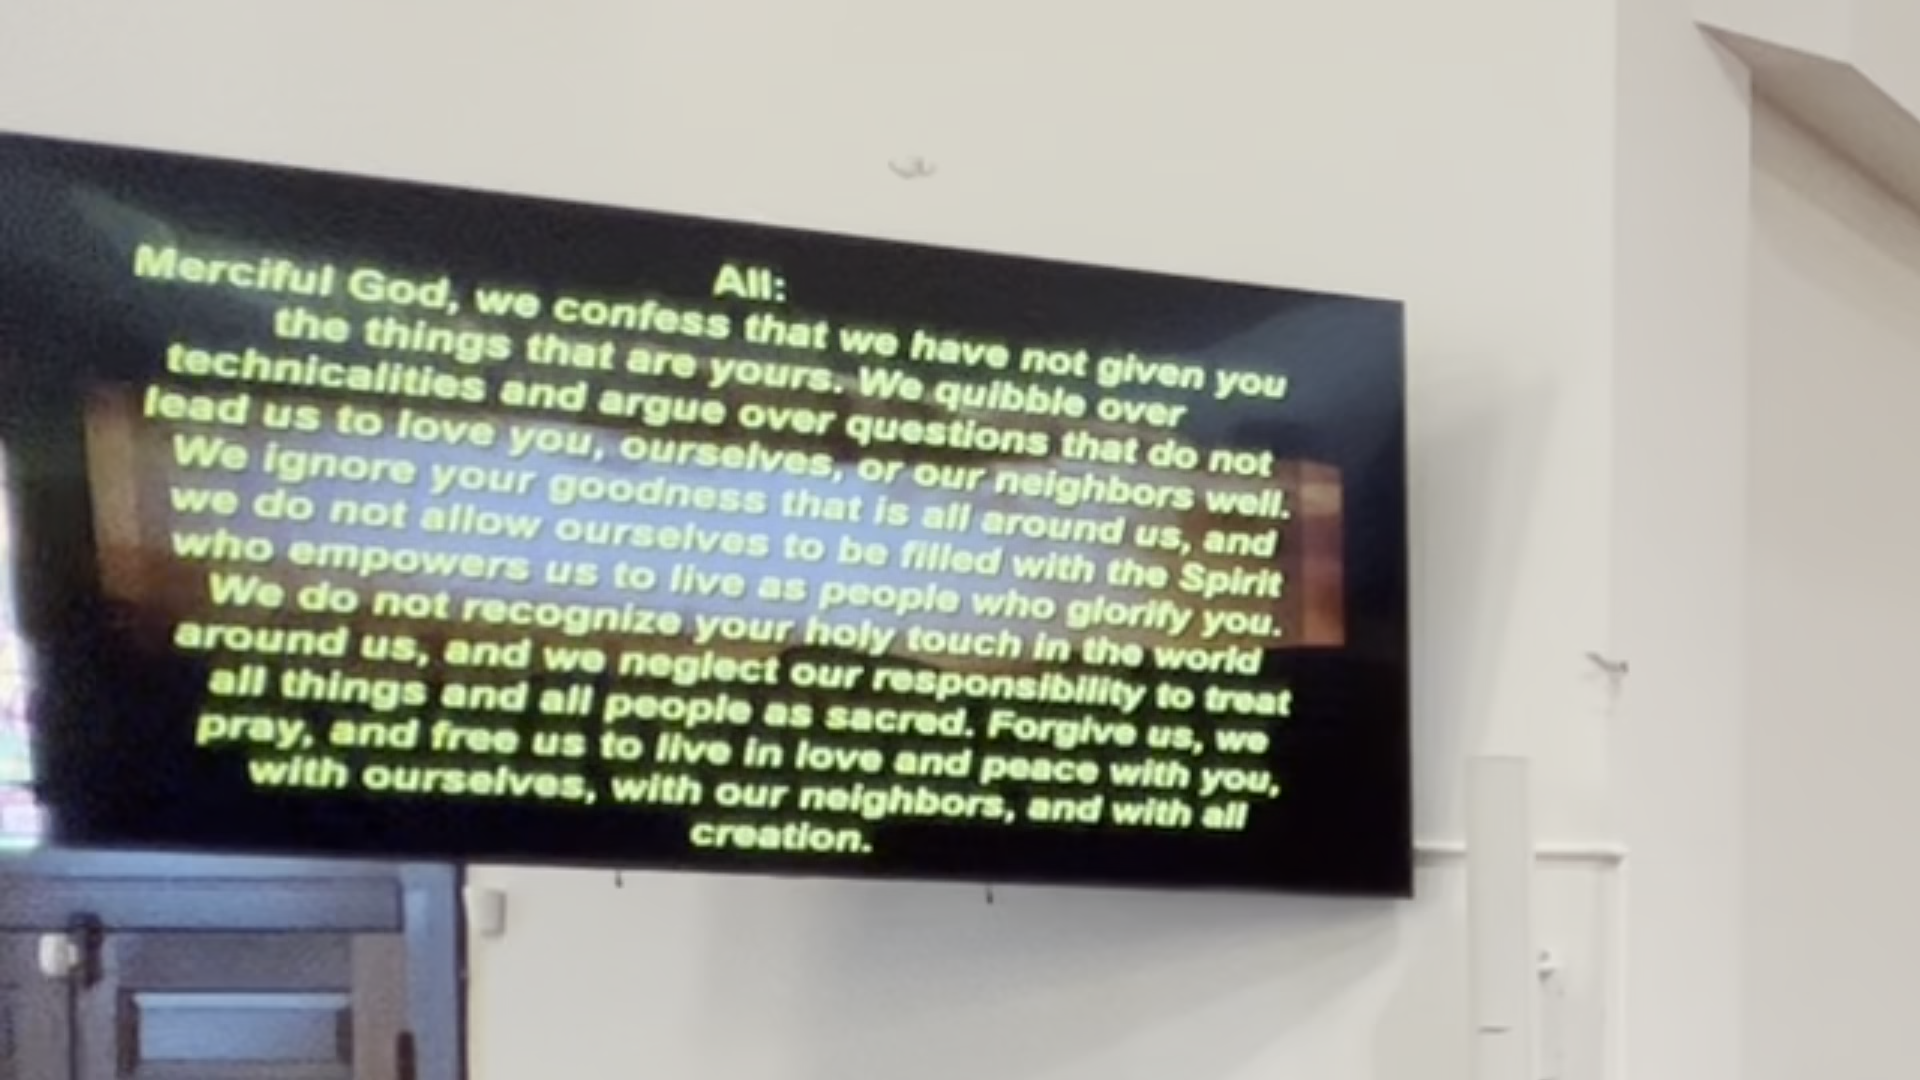 All:
Merciful God, we confess that we have not given you
the things that are yours. We quibble over
technicalities and argue over questions that do not
lead us to love you, ourselves, or our neighbors well.
We ignore your goodness that is all around us, and
we do not allow ourselves to be filled with the Spirit
who empowers us to live as people who glorify you.
We do not recognize your holy touch in the world
around us, and we neglect our responsibility to treat
all things and all people as sacred. Forgive us, we
pray, and free us to live in love and peace with you,
with ourselves, with our neighbors, and with all
creation.